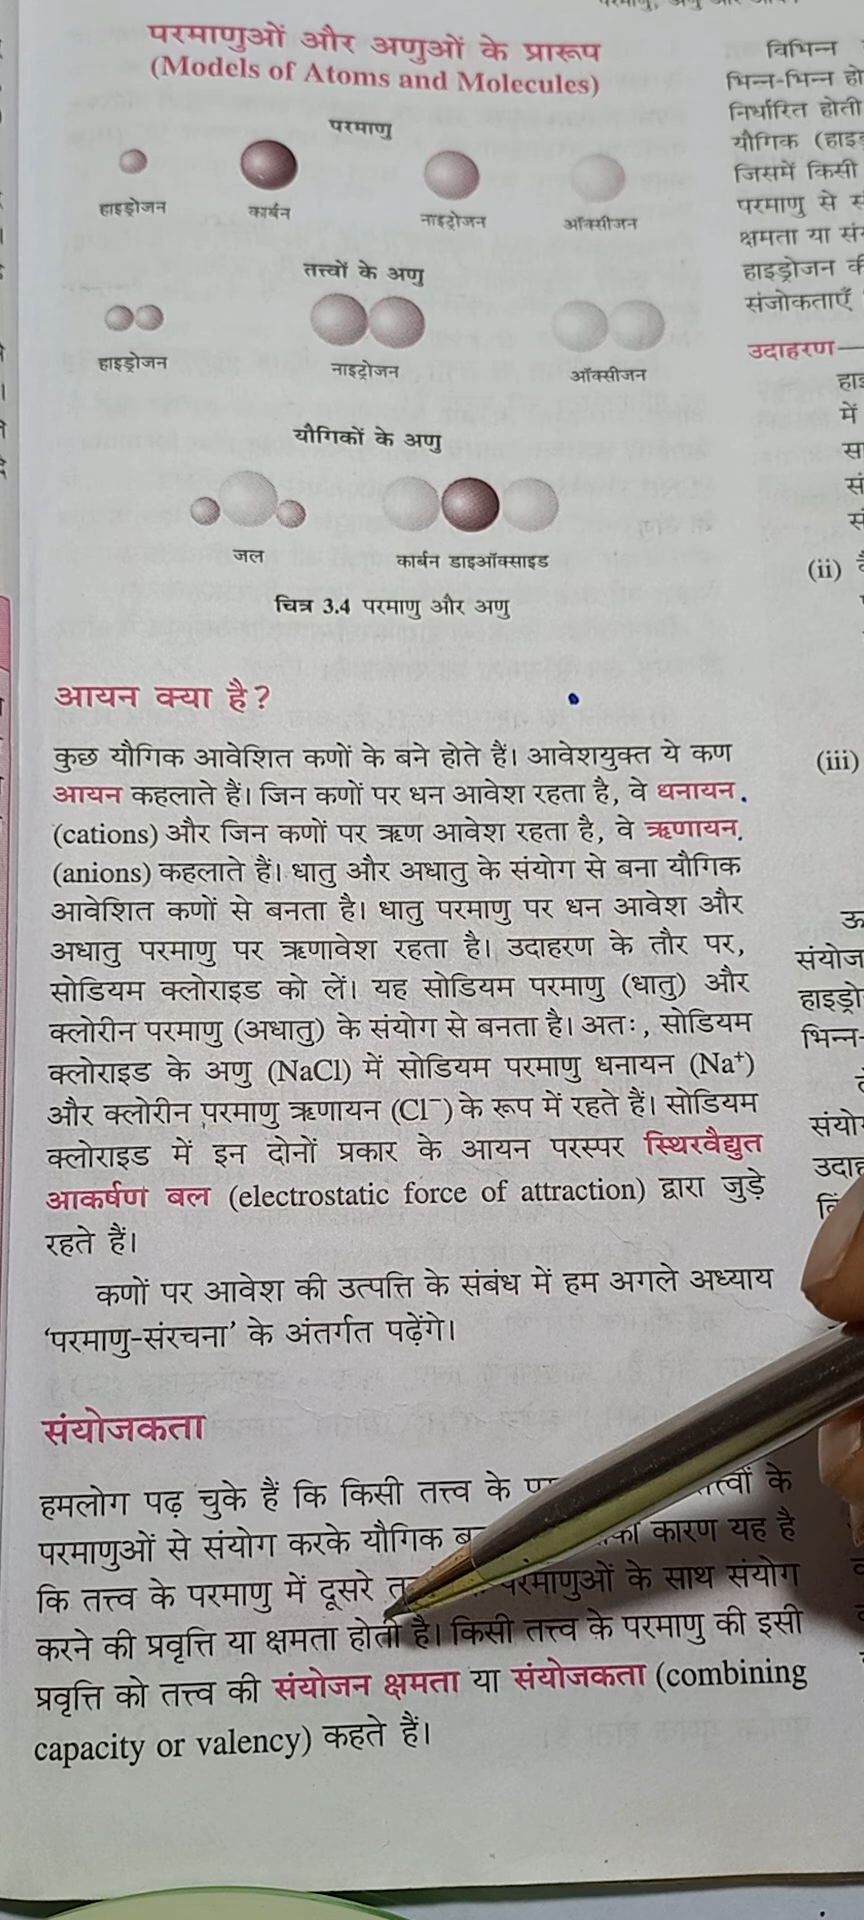 परमाणुओं और अणुओं के प्रारूप
(Models of Atoms and Molecules)
परमाणु
हाइड्रोजन
कार्बन
नाइट्रोजन
ऑक्सीजन
तत्त्वों के अणु
हाइड्रोजन
नाइट्रोजन
ऑक्सीजन
यौगिकों के अणु
जल
कार्बन डाइऑक्साइड
चित्र 3.4 परमाणु और अणु
आयन क्या है?
कुछ यौगिक आवेशित कणों के बने होते हैं। आवेशयुक्त ये कण
आयन कहलाते हैं। जिन कणों पर धन आवेश रहता है, वे धनायन
(cations) और जिन कणों पर ऋण आवेश रहता है, वे ऋणायन
(anions) कहलाते हैं। धातु और अधातु के संयोग से बना यौगिक
आवेशित कणों से बनता है। धातु परमाणु पर धन आवेश और
अधातु परमाणु पर ऋणावेश रहता है। उदाहरण के तौर पर,
सोडियम क्लोराइड को लें। यह सोडियम परमाणु (धातु) और
क्लोरीन परमाणु (अधातु) के संयोग से बनता है। अतः, सोडियम
क्लोराइड के अणु (NaCl) में सोडियम परमाणु धनायन (Na⁺)
और क्लोरीन परमाणु ऋणायन (Cl⁻) के रूप में रहते हैं। सोडियम
क्लोराइड में इन दोनों प्रकार के आयन परस्पर स्थिरवैद्युत
आकर्षण बल (electrostatic force of attraction) द्वारा जुड़े
रहते हैं।
कणों पर आवेश की उत्पत्ति के संबंध में हम अगले अध्याय
‘परमाणु-संरचना’ के अंतर्गत पढ़ेंगे।
संयोजकता
हमलोग पढ़ चुके हैं कि किसी तत्त्व के के
परमाणुओं से संयोग करके यौगिक कारण यह है
कि तत्त्व के परमाणु में दूसरे परमाणुओं के साथ संयोग
करने की प्रवृत्ति या क्षमता होती है। किसी तत्त्व के परमाणु की इसी
प्रवृत्ति को तत्त्व की संयोजन क्षमता या संयोजकता (combining
capacity or valency) कहते हैं।
विभिन्न
भिन्न-भिन्न
निर्धारित होती
यौगिक
जिसमें किसी
परमाणु से
क्षमता या
हाइड्रोजन
संजोकताएँ
उदाहरण—
में
(ii)
(iii)